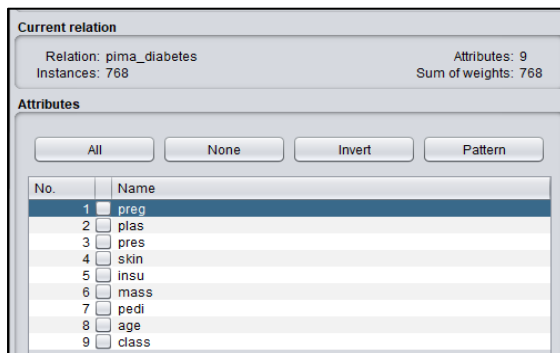 Current relation
Relation: pima_diabetes Attributes: 9
Instances: 768 Sum of weights: 768
Attributes
All None Invert Pattern
No. Name
1 preg
2 plas
3 pres
4 skin
5 insu
6 mass
7 pedi
8 age
9 class